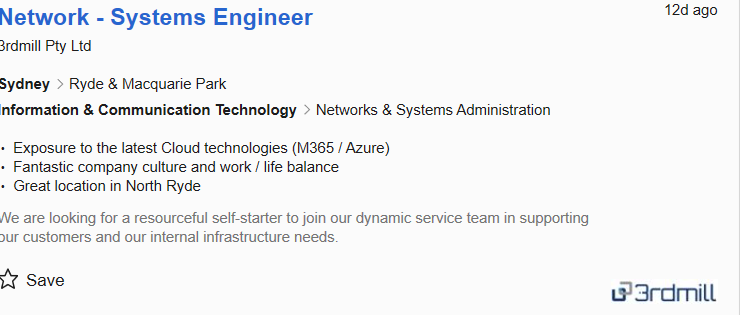 Network - Systems Engineer
12d ago
3rdmill Pty Ltd
Sydney > Ryde & Macquarie Park
Information & Communication Technology > Networks & Systems Administration
• Exposure to the latest Cloud technologies (M365 / Azure)
• Fantastic company culture and work / life balance
• Great location in North Ryde
We are looking for a resourceful self-starter to join our dynamic service team in supporting
our customers and our internal infrastructure needs.
Save
3rdmill